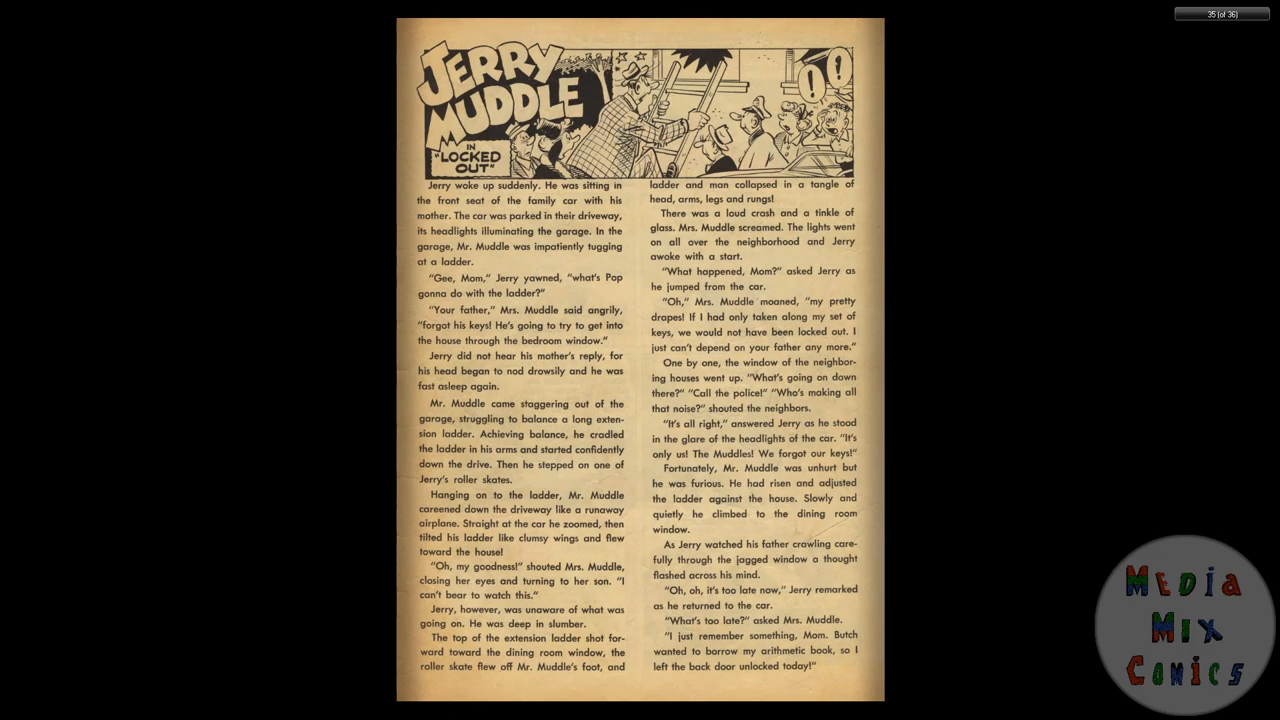 35 (of 36)
JERRY
MUDDLE
IN
"LOCKED
OUT"
! !
Jerry woke up suddenly. He was sitting in
the front seat of the family car with his
mother. The car was parked in their driveway,
its headlights illuminating the garage. In the
garage, Mr. Muddle was impatiently tugging
at a ladder.
"Gee, Mom," Jerry yawned, "what's Pop
gonna do with the ladder?"
"Your father," Mrs. Muddle said angrily,
"forgot his keys! He's going to try to get into
the house through the bedroom window."
Jerry did not hear his mother's reply, for
his head began to nod drowsily and he was
fast asleep again.
Mr. Muddle came staggering out of the
garage, struggling to balance a long exten-
sion ladder. Achieving balance, he cradled
the ladder in his arms and started confidently
down the drive. Then he stepped on one of
Jerry's roller skates.
Hanging on to the ladder, Mr. Muddle
careened down the driveway like a runaway
airplane. Straight at the car he zoomed, then
tilted his ladder like clumsy wings and flew
toward the house!
"Oh, my goodness!" shouted Mrs. Muddle,
closing her eyes and turning to her son. "I
can't bear to watch this."
Jerry, however, was unaware of what was
going on. He was deep in slumber.
The top of the extension ladder shot for-
ward toward the dining room window, the
roller skate flew off Mr. Muddle's foot, and
ladder and man collapsed in a tangle of
head, arms, legs and rungs!
There was a loud crash and a tinkle of
glass. Mrs. Muddle screamed. The lights went
on all over the neighborhood and Jerry
awoke with a start.
"What happened, Mom?" asked Jerry as
he jumped from the car.
"Oh," Mrs. Muddle moaned, "my pretty
drapes! If I had only taken along my set of
keys, we would not have been locked out. I
just can't depend on your father any more."
One by one, the window of the neighbor-
ing houses went up. "What's going on down
there?" "Call the police!" "Who's making all
that noise?" shouted the neighbors.
"It's all right," answered Jerry as he stood
in the glare of the headlights of the car. "It's
only us! The Muddles! We forgot our keys!"
Fortunately, Mr. Muddle was unhurt but
he was furious. He had risen and adjusted
the ladder against the house. Slowly and
quietly he climbed to the dining room
window.
As Jerry watched his father crawling care-
fully through the jagged window a thought
flashed across his mind.
"Oh, oh, it's too late now," Jerry remarked
as he returned to the car.
"What's too late?" asked Mrs. Muddle.
"I just remember something, Mom. Butch
wanted to borrow my arithmetic book, so I
left the back door unlocked today!"
MEDIA
MIX
COMICS